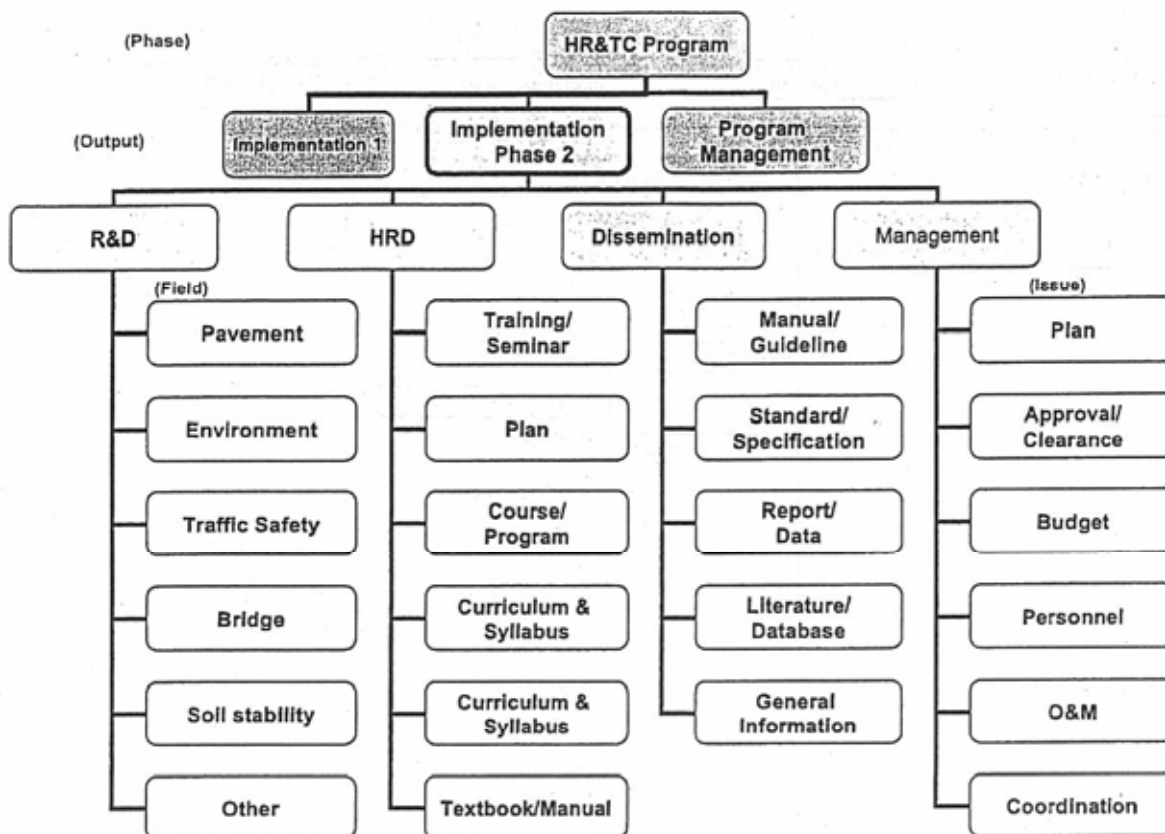 (Phase)
HR&TC Program
(Output)
Implementation 1
Implementation
Phase 2
Program
Management
R&D
HRD
Dissemination
Management
(Field)
(Issue)
Pavement
Training/
Seminar
Manual/
Guideline
Plan
Environment
Plan
Standard/
Specification
Approval/
Clearance
Traffic Safety
Course/
Program
Report/
Data
Budget
Bridge
Curriculum &
Syllabus
Literature/
Database
Personnel
Soil stability
Curriculum &
Syllabus
General
Information
O&M
Other
Textbook/Manual
Coordination